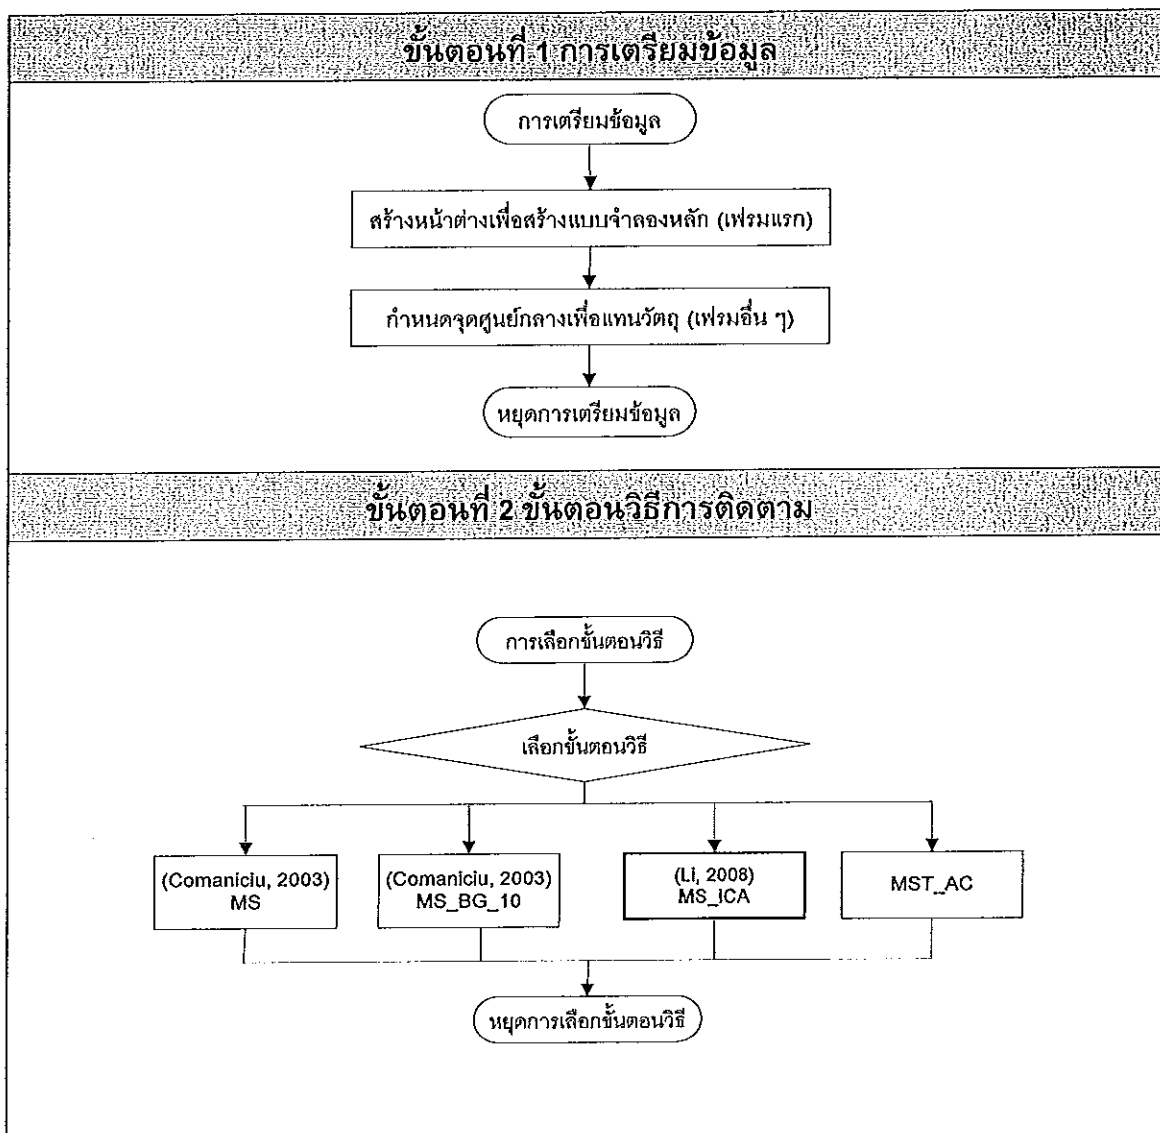 ขั้นตอนที่ 1 การเตรียมข้อมูล
การเตรียมข้อมูล
สร้างหน้าต่างเพื่อสร้างแบบจำลองหลัก (เฟรมแรก)
กำหนดจุดศูนย์กลางเพื่อแทนวัตถุ (เฟรมอื่น ๆ)
หยุดการเตรียมข้อมูล
ขั้นตอนที่ 2 ขั้นตอนวิธีการติดตาม
การเลือกขั้นตอนวิธี
เลือกขั้นตอนวิธี
(Comaniciu, 2003)
MS
(Comaniciu, 2003)
MS_BG_10
(Li, 2008)
MS_ICA
MST_AC
หยุดการเลือกขั้นตอนวิธี